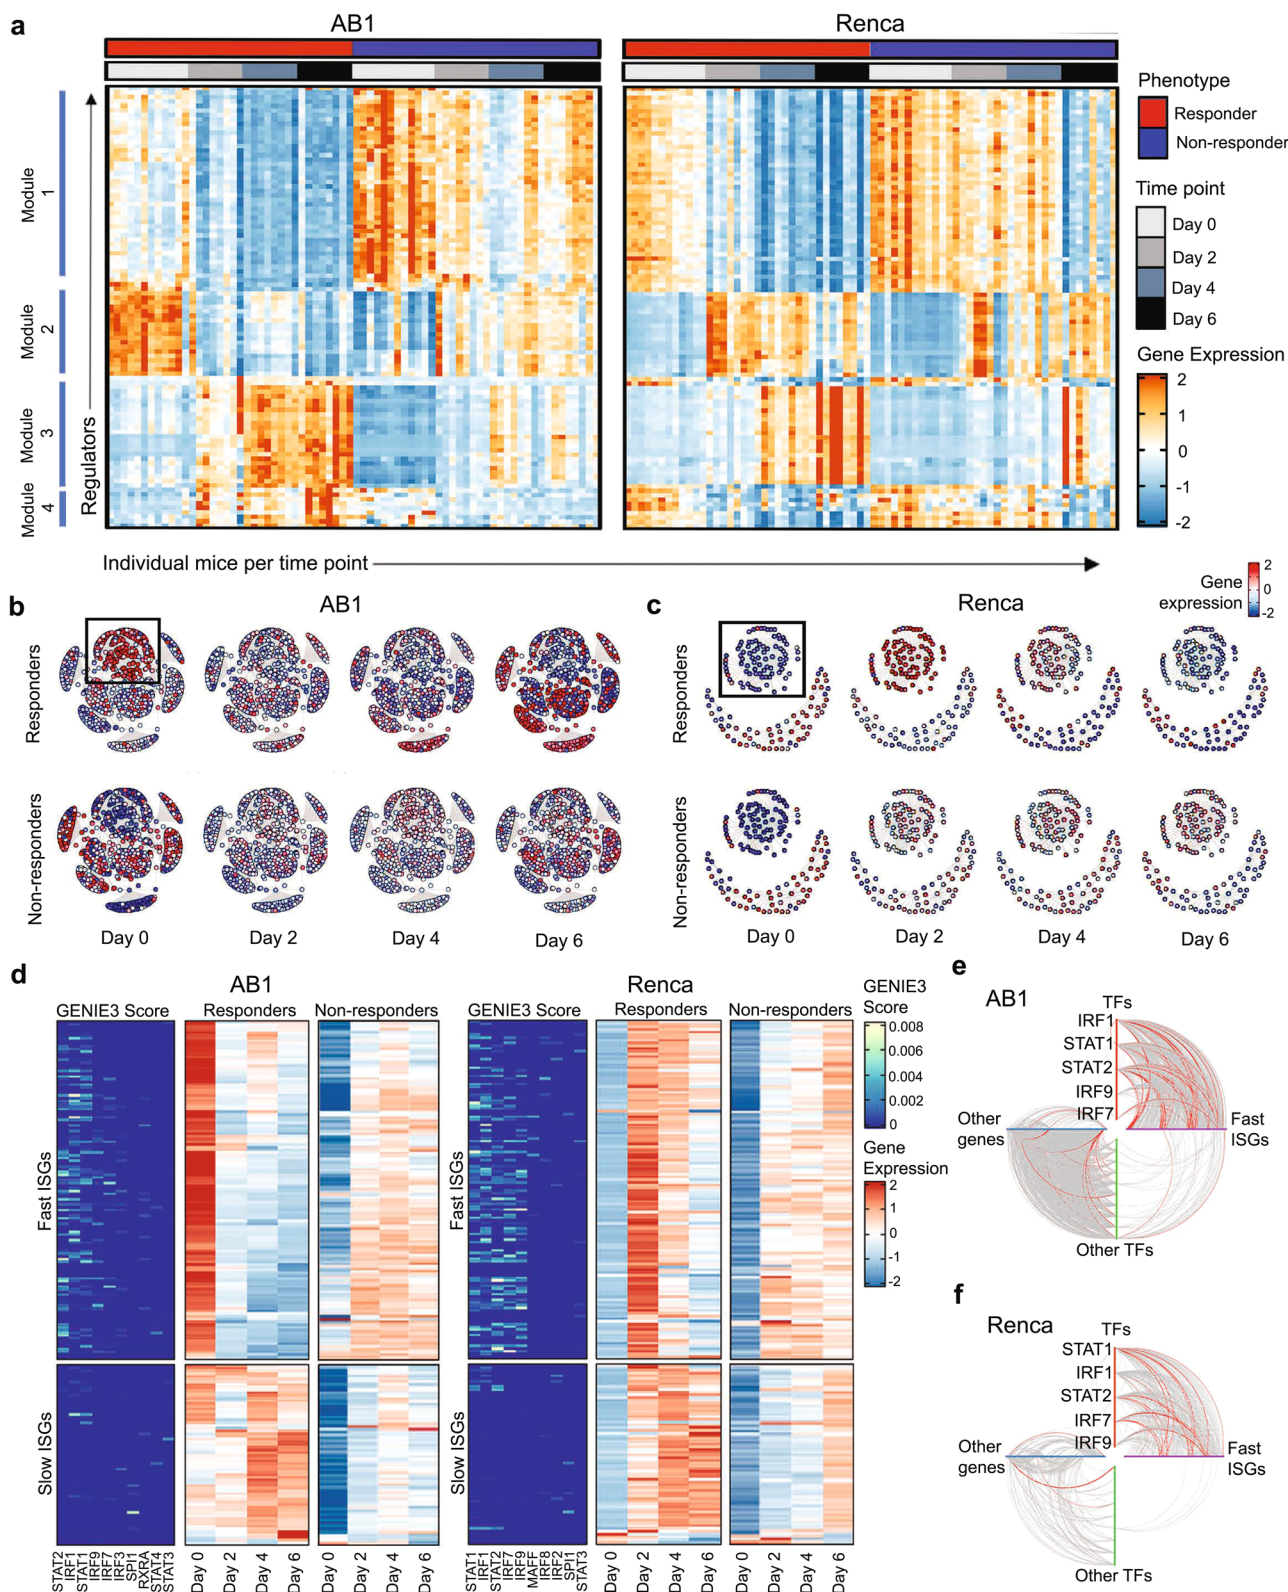 a
AB1
Renca
Phenotype
Responder
Non-responder
Time point
Day 0
Day 2
Day 4
Day 6
Gene Expression
2
1
0
-1
-2
Module
1
Module
2
Module
3
Module
4
Regulators
Individual mice per time point
b
AB1
Responders
Non-responders
Day 0
Day 2
Day 4
Day 6
c
Renca
Gene
expression
2
0
-2
Responders
Non-responders
Day 0
Day 2
Day 4
Day 6
d
AB1
GENIE3 Score
Responders
Non-responders
Renca
GENIE3 Score
Responders
Non-responders
GENIE3
Score
0.008
0.006
0.004
0.002
0
Gene
Expression
2
1
0
-1
-2
Fast ISGs
Slow ISGs
Fast ISGs
Slow ISGs
STAT2
IRF1
STAT1
IRF9
IRF7
IRF3
SPI1
RXRA
STAT4
STAT3
Day 0
Day 2
Day 4
Day 6
Day 0
Day 2
Day 4
Day 6
STAT1
IRF1
STAT2
IRF7
IRF9
MAFF
IRF8
IRF2
SPI1
STAT3
Day 0
Day 2
Day 4
Day 6
Day 0
Day 2
Day 4
Day 6
e
AB1
TFs
IRF1
STAT1
STAT2
IRF9
IRF7
Other
genes
Fast
ISGs
Other TFs
f
Renca
TFs
STAT1
IRF1
STAT2
IRF7
IRF9
Other
genes
Fast
ISGs
Other TFs